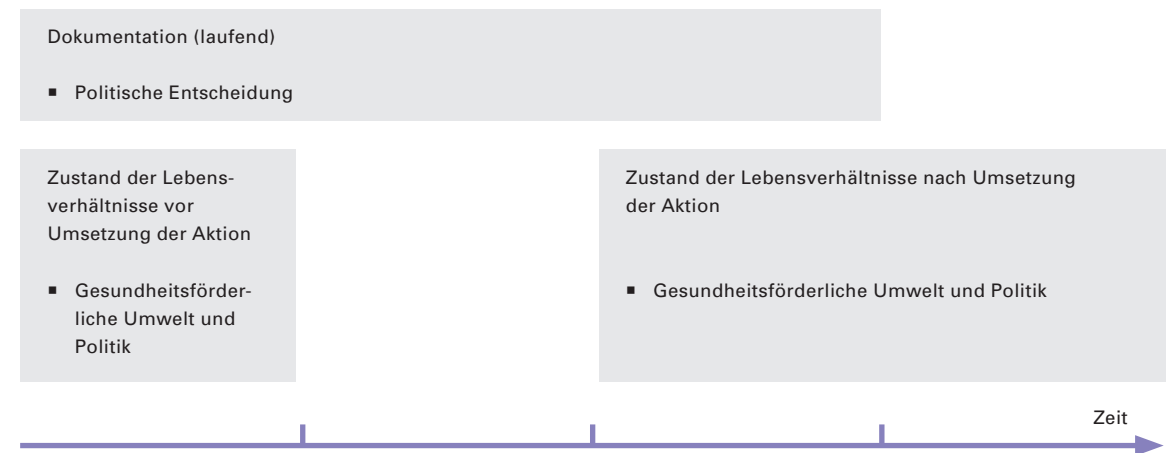 Dokumentation (laufend)
▪ Politische Entscheidung
Zustand der Lebens-
verhältnisse vor
Umsetzung der Aktion
▪ Gesundheitsförder-
liche Umwelt und
Politik
Zustand der Lebensverhältnisse nach Umsetzung
der Aktion
▪ Gesundheitsförderliche Umwelt und Politik
Zeit